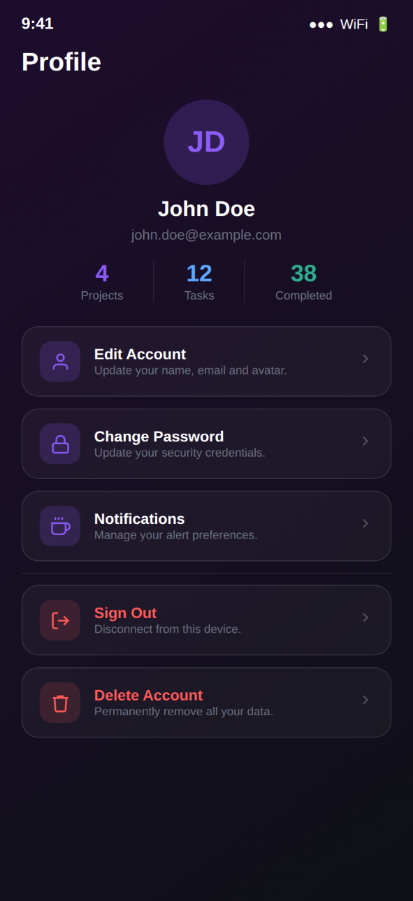 9:41 ●●● WiFi 🔋
Profile
JD
John Doe
john.doe@example.com
4 12 38
Projects Tasks Completed
Edit Account
Update your name, email and avatar.
Change Password
Update your security credentials.
Notifications
Manage your alert preferences.
Sign Out
Disconnect from this device.
Delete Account
Permanently remove all your data.